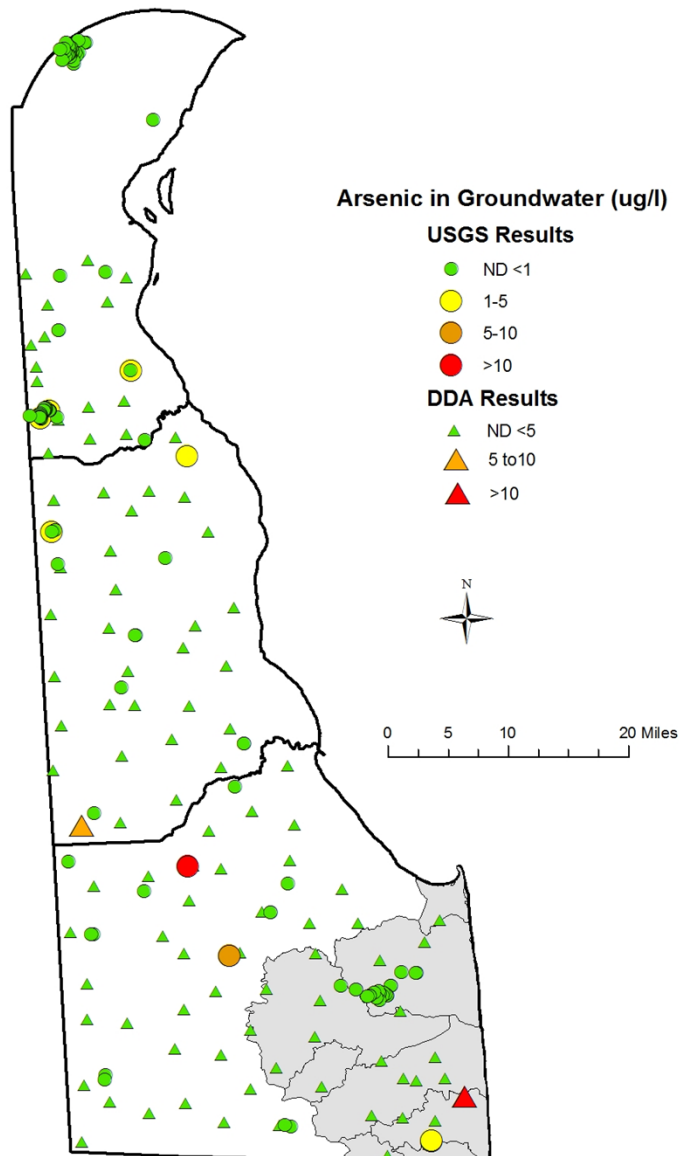 Arsenic in Groundwater (ug/l)
USGS Results
ND <1
1-5
5-10
>10
DDA Results
ND <5
5 to10
>10
N
0 5 10 20 Miles